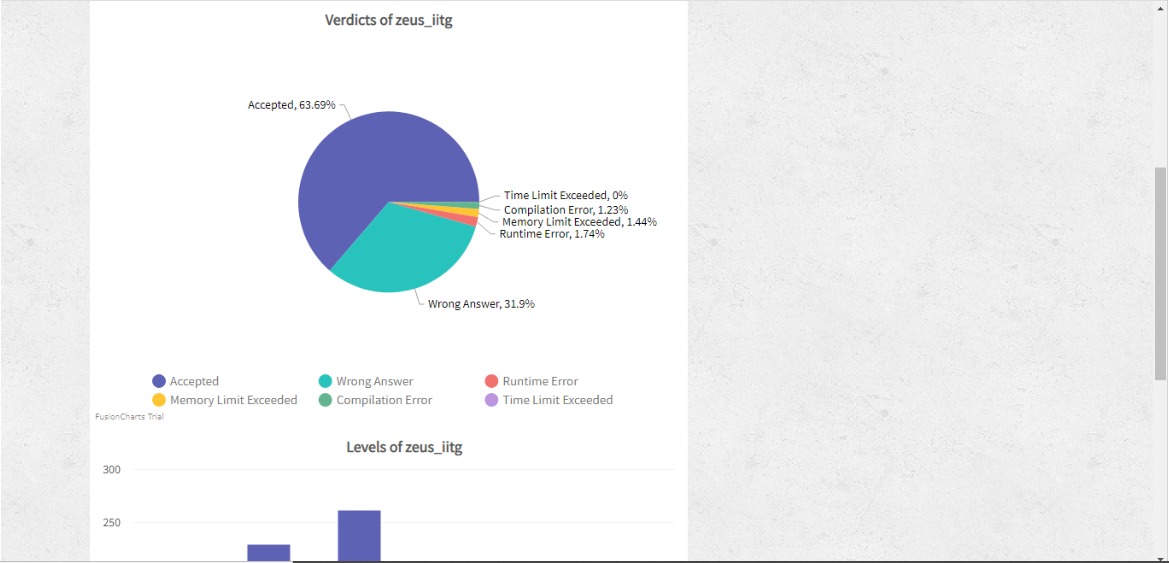 Verdicts of zeus_iitg
Accepted, 63.69%
Time Limit Exceeded, 0%
Compilation Error, 1.23%
Memory Limit Exceeded, 1.44%
Runtime Error, 1.74%
Wrong Answer, 31.9%
Accepted Wrong Answer Runtime Error
Memory Limit Exceeded Compilation Error Time Limit Exceeded
FusionCharts Trial
Levels of zeus_iitg
300
250